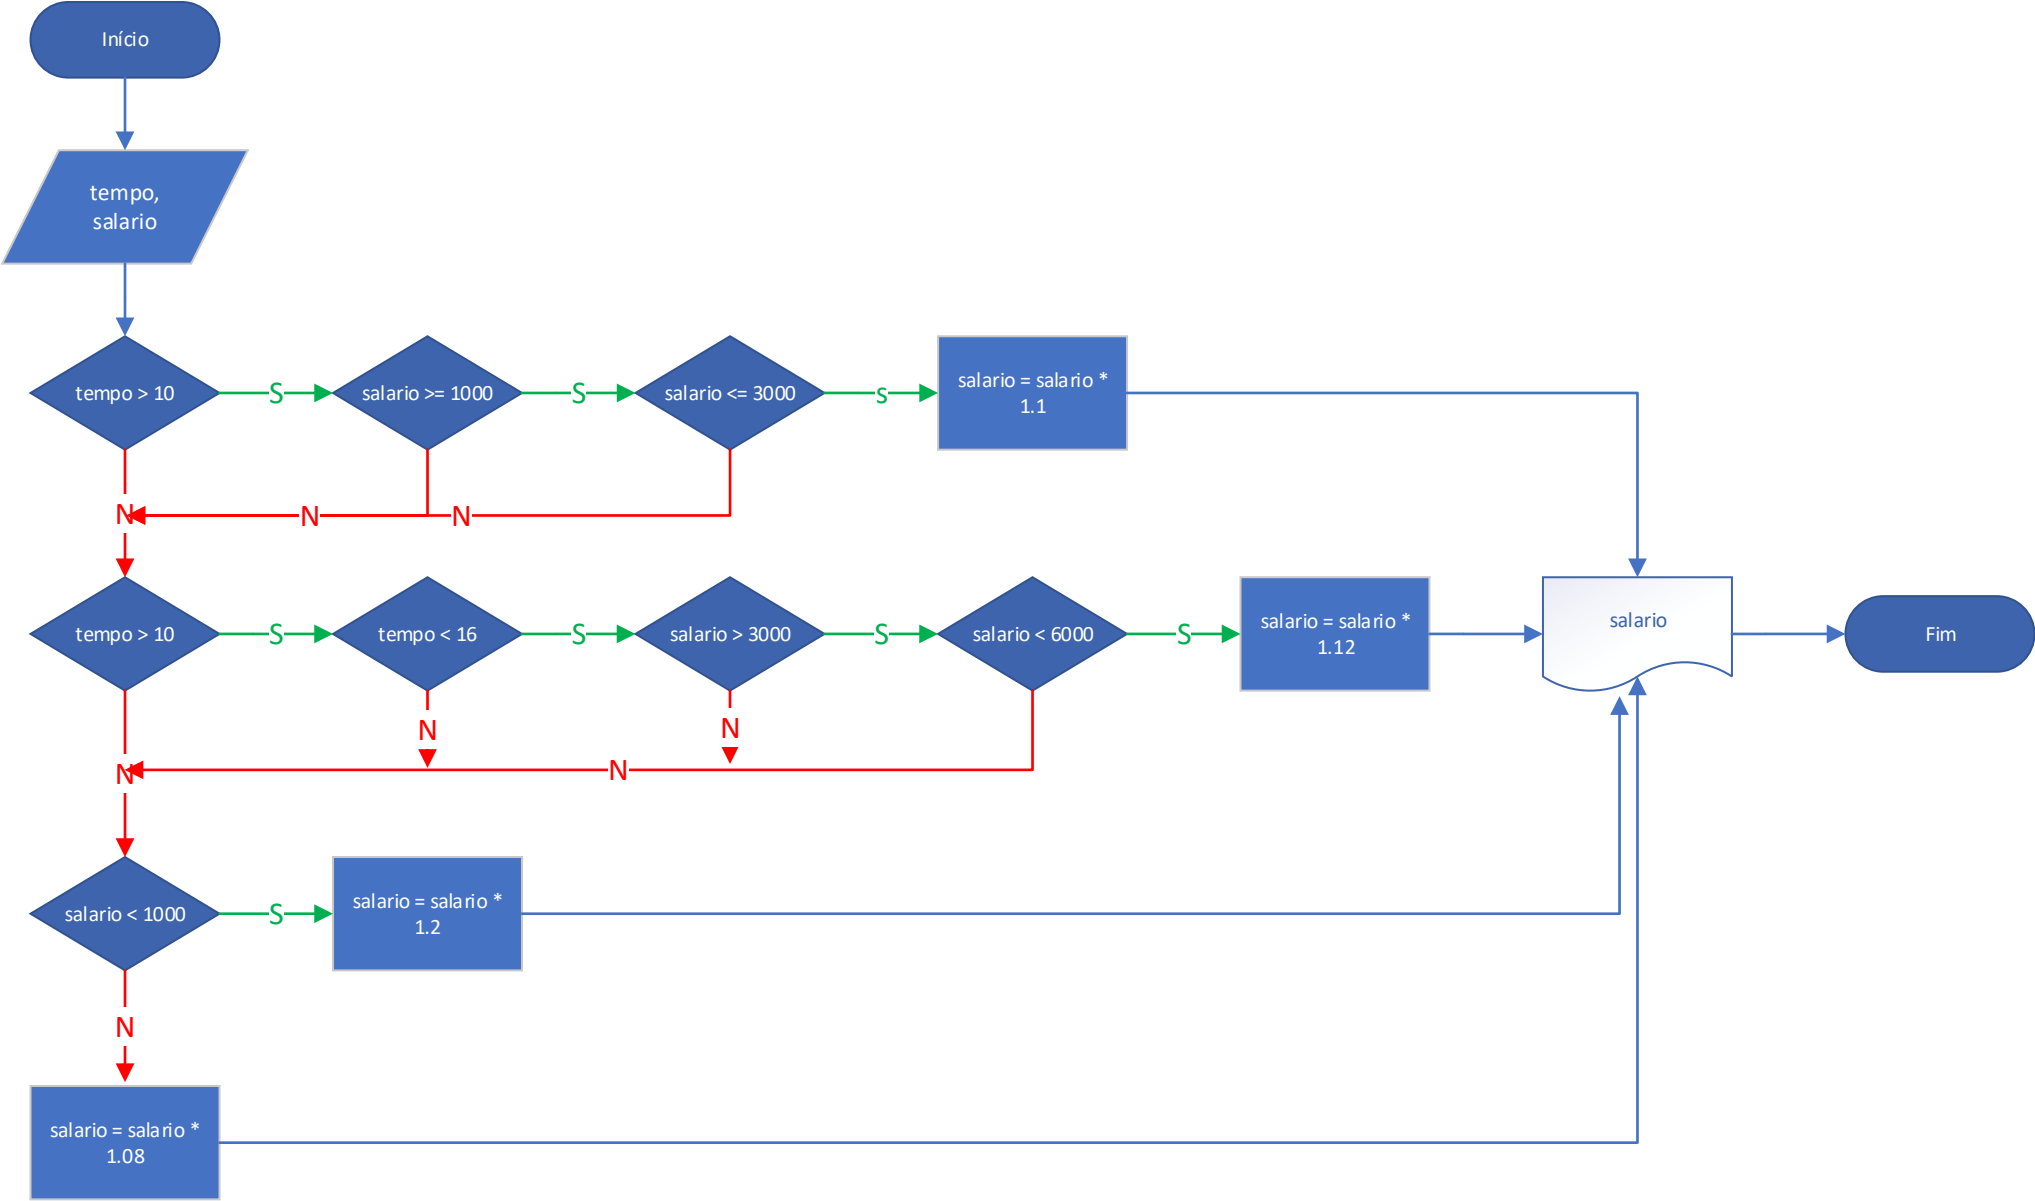 Início
tempo,
salario
tempo > 10
S
salario >= 1000
S
salario <= 3000
s
salario = salario *
1.1
N
N
N
tempo > 10
S
tempo < 16
S
salario > 3000
S
salario < 6000
S
salario = salario *
1.12
salario
Fim
N
N
N
N
salario < 1000
S
salario = salario *
1.2
N
salario = salario *
1.08